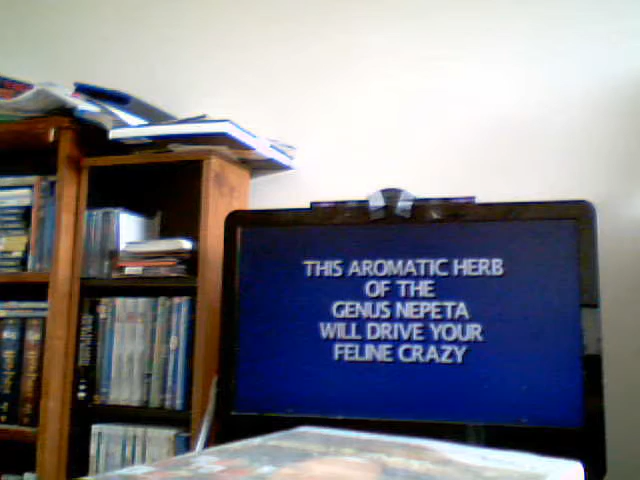 THIS AROMATIC HERB
OF THE
GENUS NEPETA
WILL DRIVE YOUR
FELINE CRAZY